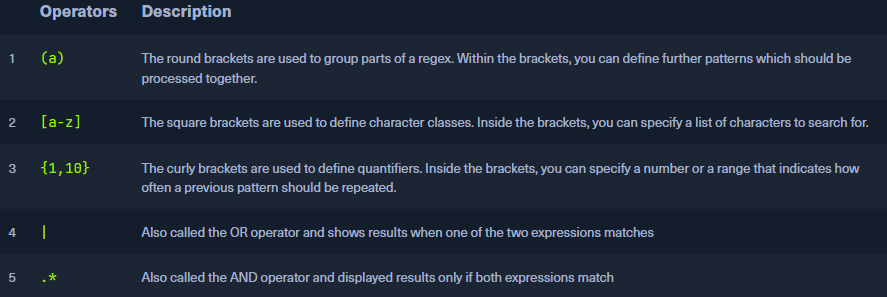 Operators Description
1 (a) The round brackets are used to group parts of a regex. Within the brackets, you can define further patterns which should be
processed together.
2 [a-z] The square brackets are used to define character classes. Inside the brackets, you can specify a list of characters to search for.
3 {1,10} The curly brackets are used to define quantifiers. Inside the brackets, you can specify a number or a range that indicates how
often a previous pattern should be repeated.
4 | Also called the OR operator and shows results when one of the two expressions matches
5 .* Also called the AND operator and displayed results only if both expressions match